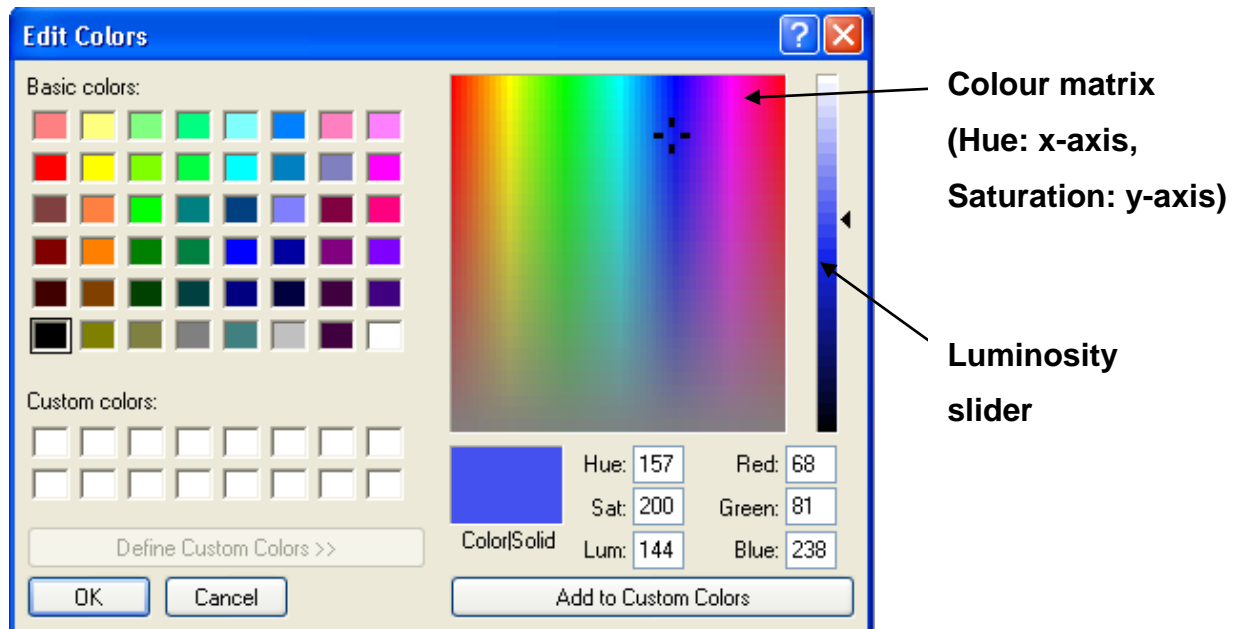 Edit Colors
?
Basic colors:
Custom colors:
Define Custom Colors >>
OK
Cancel
Color|Solid
Hue: 157
Sat: 200
Lum: 144
Red: 68
Green: 81
Blue: 238
Add to Custom Colors
Colour matrix
(Hue: x-axis,
Saturation: y-axis)
Luminosity
slider